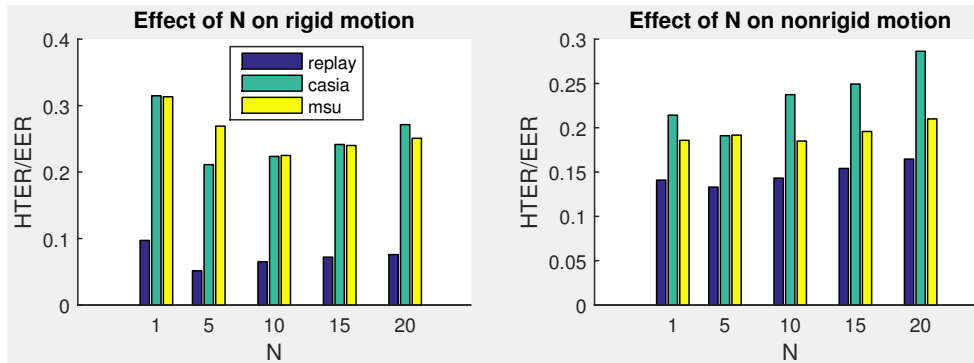 Effect of N on rigid motion
HTER/EER
0.4
0.3
0.2
0.1
0
replay
casia
msu
1 5 10 15 20
N
Effect of N on nonrigid motion
HTER/EER
0.3
0.25
0.2
0.15
0.1
0.05
0
1 5 10 15 20
N